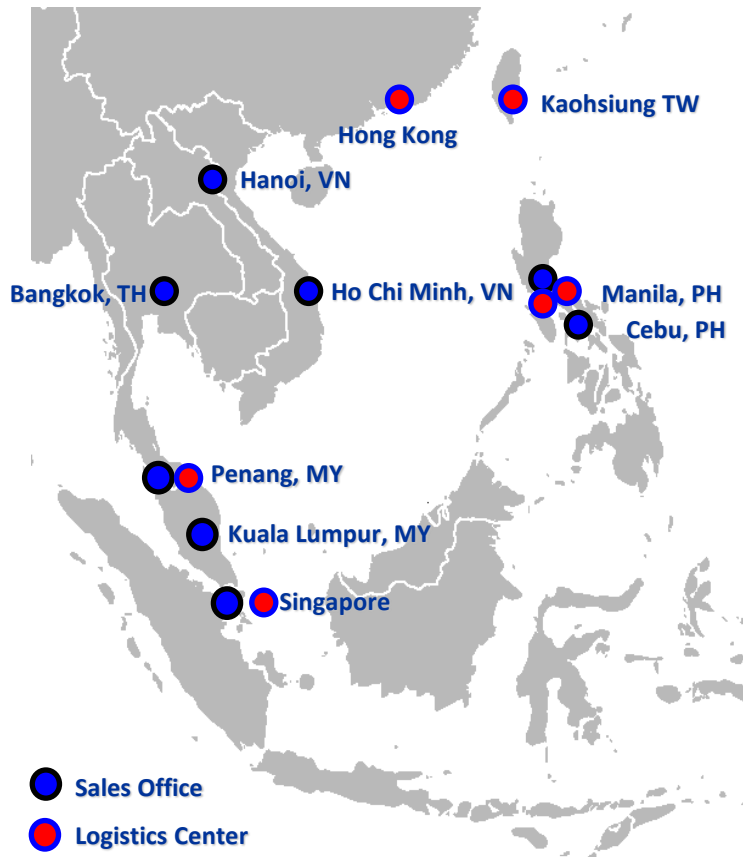 Kaohsiung TW
Hong Kong
Hanoi, VN
Bangkok, TH
Ho Chi Minh, VN
Manila, PH
Cebu, PH
Penang, MY
Kuala Lumpur, MY
Singapore
Sales Office
Logistics Center